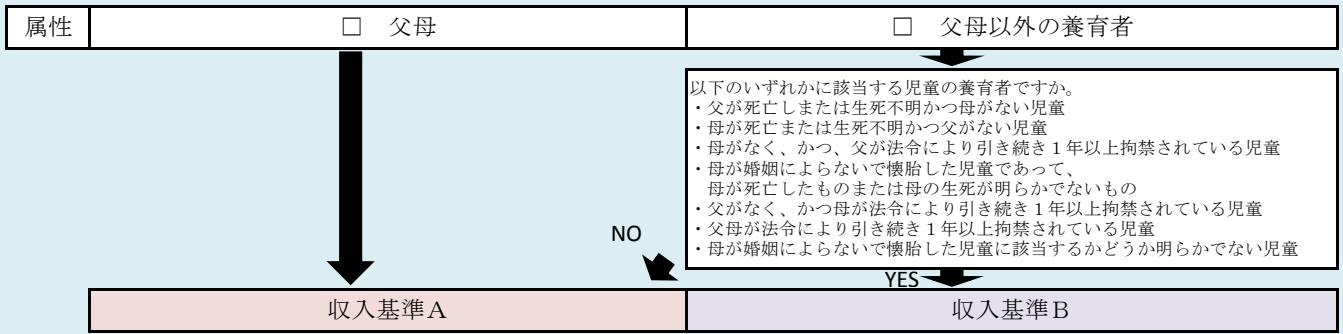 属性
□ 父母
□ 父母以外の養育者
以下のいずれかに該当する児童の養育者ですか。
・父が死亡しまたは生死不明かつ母がない児童
・母が死亡または生死不明かつ父がない児童
・母がなく、かつ、父が法令により引き続き１年以上拘禁されている児童
・母が婚姻によらないで懐胎した児童であって、
母が死亡したものまたは母の生死が明らかでないもの
・父がなく、かつ母が法令により引き続き１年以上拘禁されている児童
・父母が法令により引き続き１年以上拘禁されている児童
・母が婚姻によらないで懐胎した児童に該当するかどうか明らかでない児童
NO
YES
収入基準Ａ
収入基準Ｂ